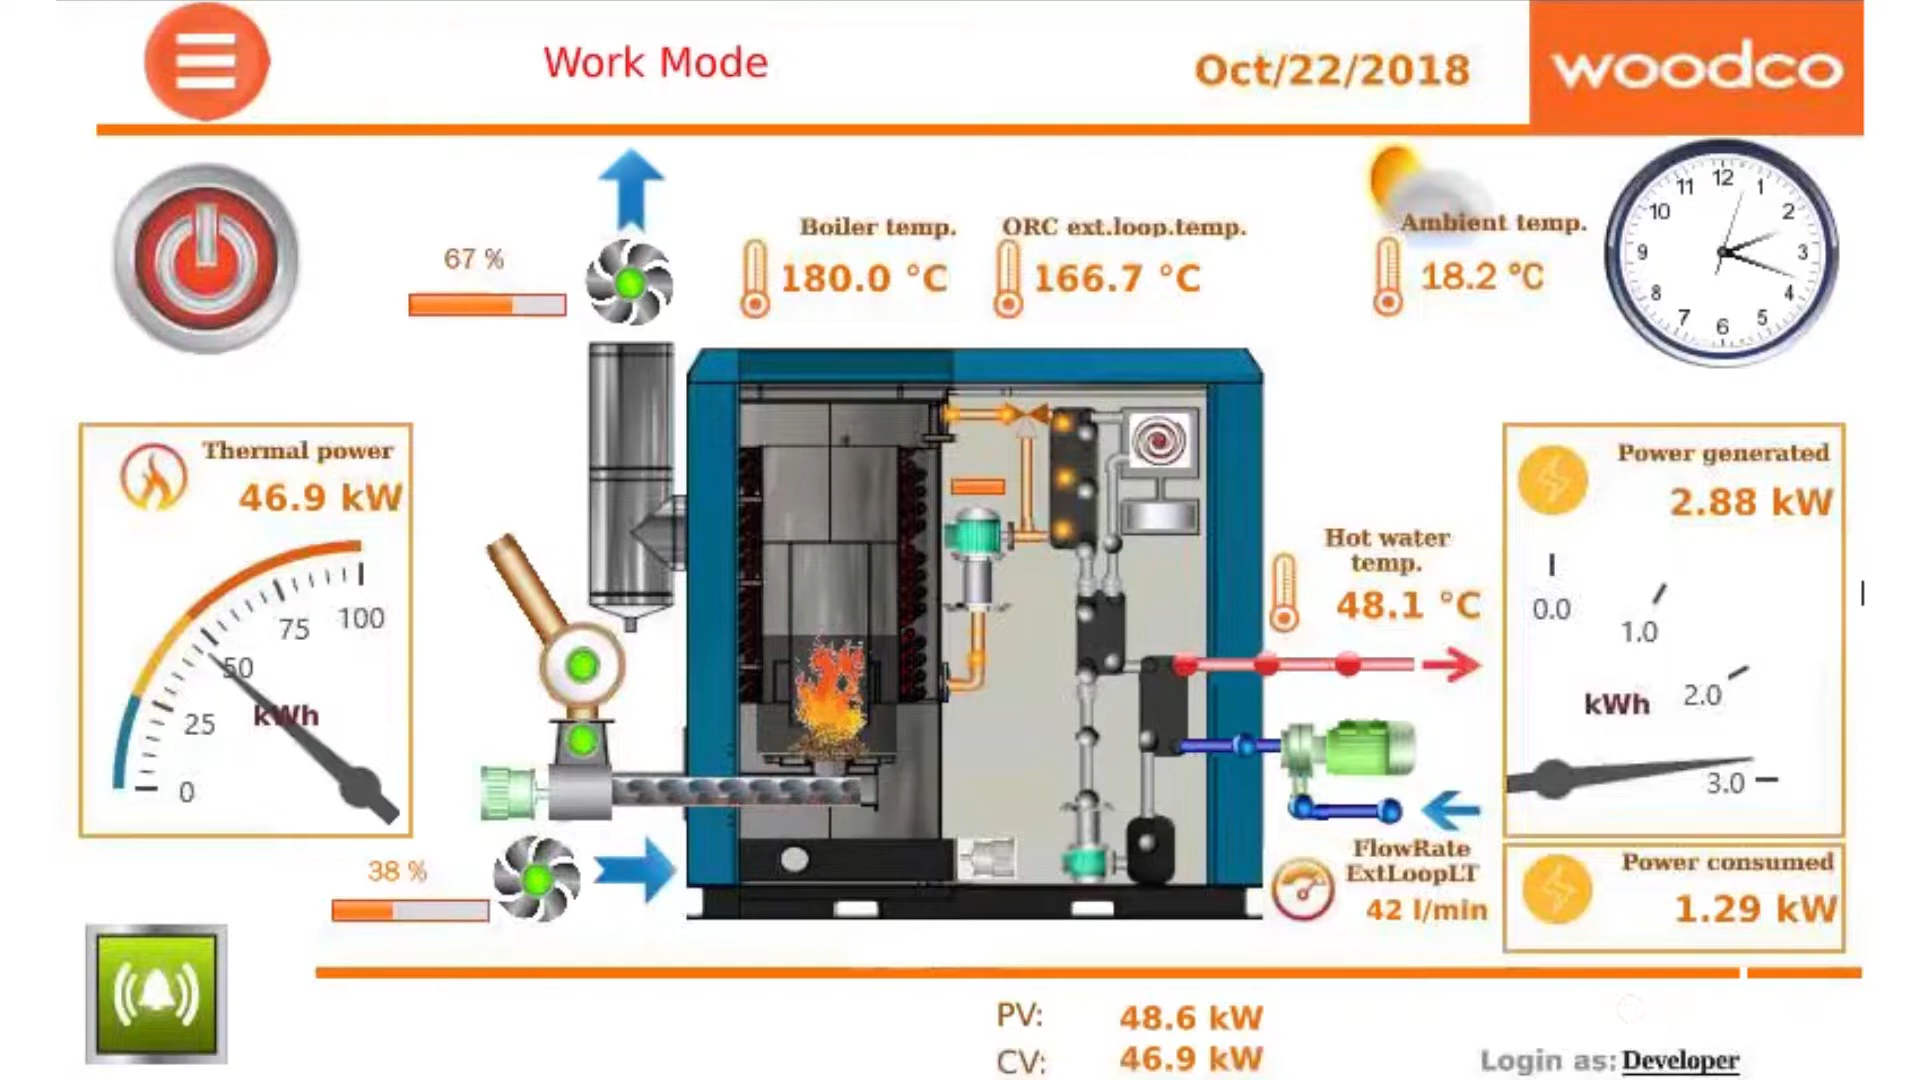 Work Mode
Oct/22/2018
woodco
67 %
Boiler temp.
180.0 °C
ORC ext.loop.temp.
166.7 °C
Ambient temp.
18.2 °C
12
1
2
3
4
5
6
7
8
9
10
11
Thermal power
46.9 kW
0
25
50
75
100
kWh
Hot water
temp.
48.1 °C
Power generated
2.88 kW
0.0
1.0
2.0
3.0
kWh
38 %
FlowRate
ExtLoopLT
42 l/min
Power consumed
1.29 kW
PV: 48.6 kW
CV: 46.9 kW
Login as: Developer